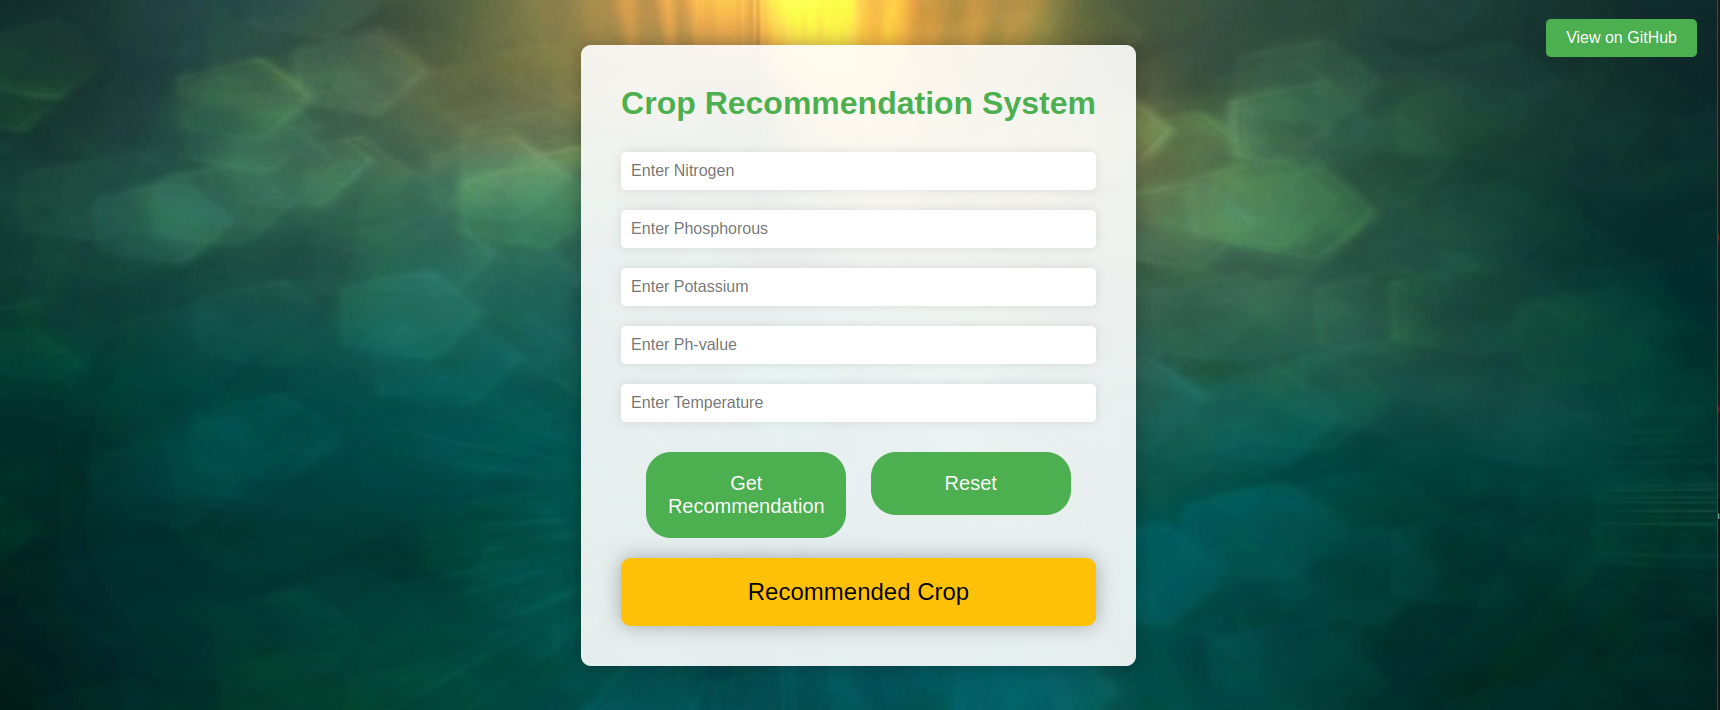 View on GitHub
Crop Recommendation System
Enter Nitrogen
Enter Phosphorous
Enter Potassium
Enter Ph-value
Enter Temperature
Get
Recommendation
Reset
Recommended Crop